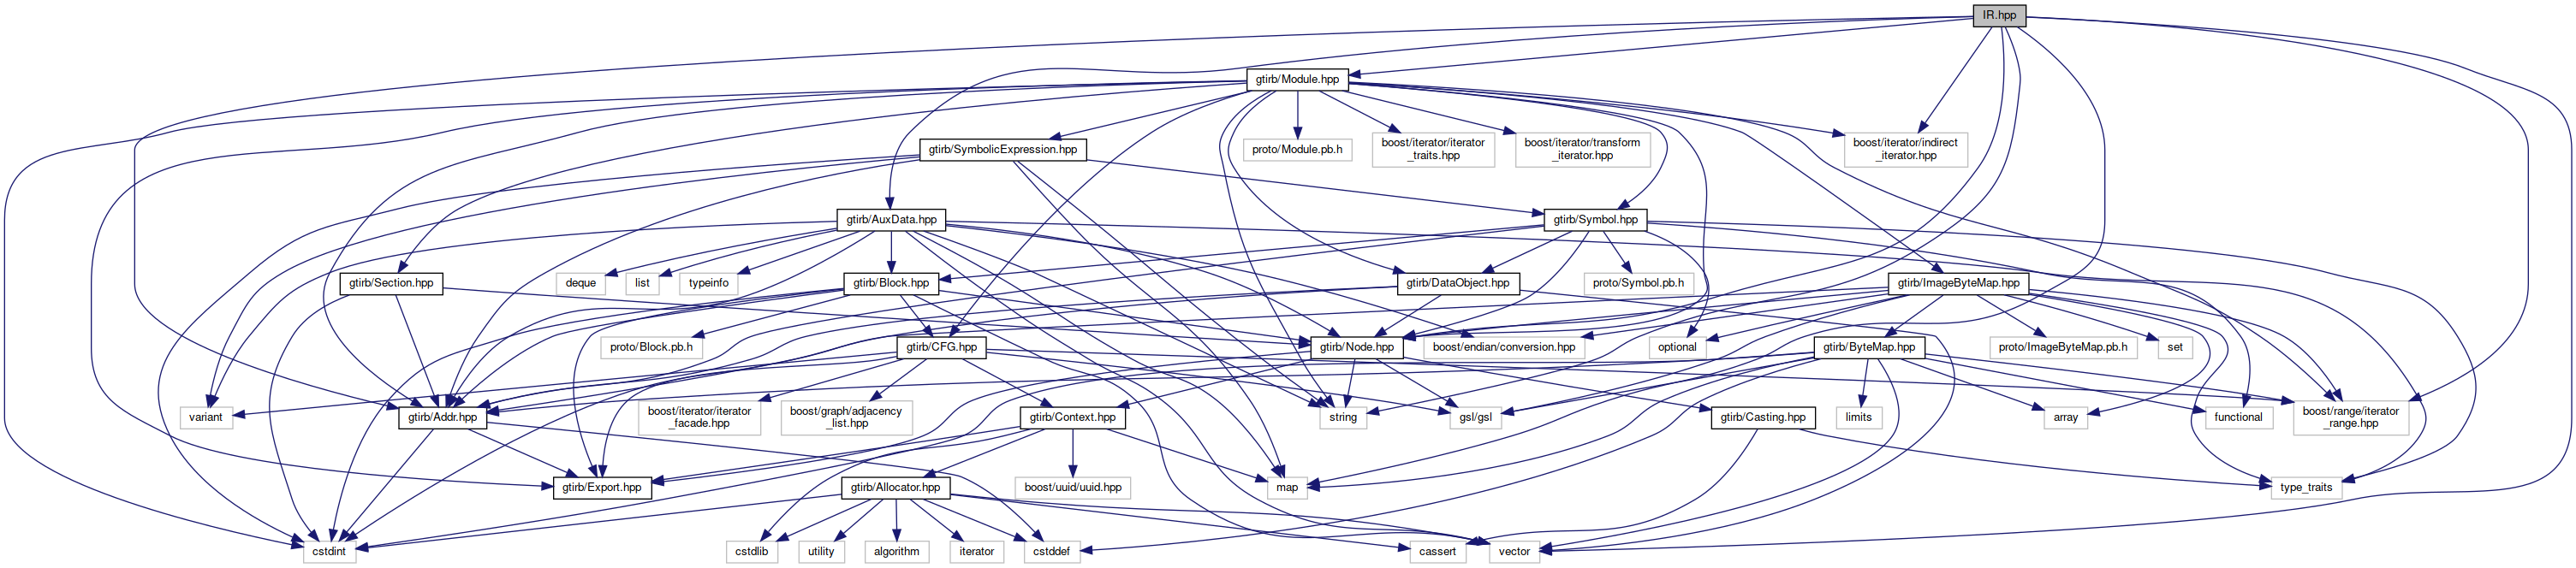 IR.hpp
gtirb/Module.hpp
gtirb/SymbolicExpression.hpp
proto/Module.pb.h
boost/iterator/iterator
_traits.hpp
boost/iterator/transform
_iterator.hpp
boost/iterator/indirect
_iterator.hpp
gtirb/AuxData.hpp
gtirb/Symbol.hpp
gtirb/Section.hpp
deque
list
typeinfo
gtirb/Block.hpp
gtirb/DataObject.hpp
proto/Symbol.pb.h
gtirb/ImageByteMap.hpp
proto/Block.pb.h
gtirb/CFG.hpp
gtirb/Node.hpp
boost/endian/conversion.hpp
optional
gtirb/ByteMap.hpp
proto/ImageByteMap.pb.h
set
variant
gtirb/Addr.hpp
boost/iterator/iterator
_facade.hpp
boost/graph/adjacency
_list.hpp
gtirb/Context.hpp
string
gsl/gsl
gtirb/Casting.hpp
limits
array
functional
boost/range/iterator
_range.hpp
gtirb/Export.hpp
gtirb/Allocator.hpp
boost/uuid/uuid.hpp
map
type_traits
cstdint
cstdlib
utility
algorithm
iterator
cstddef
cassert
vector